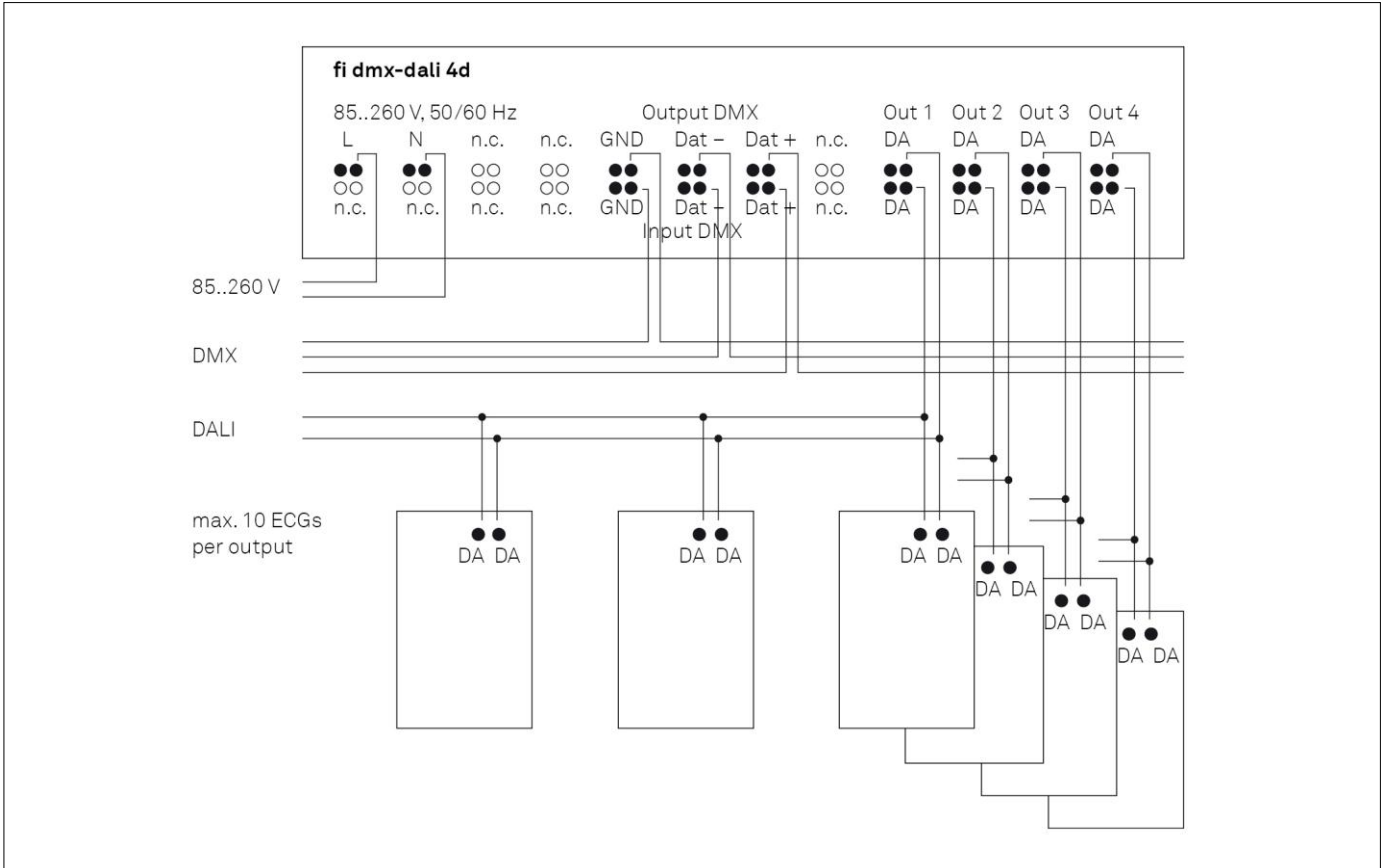 fi dmx-dali 4d
85..260 V, 50/60 Hz Output DMX Out 1 Out 2 Out 3 Out 4
L N n.c. n.c. GND Dat – Dat + n.c. DA DA DA DA
n.c. n.c. n.c. n.c. GND Dat – Dat + n.c. DA DA DA DA
Input DMX
85..260 V
DMX
DALI
max. 10 ECGs
per output
DA DA DA DA DA DA
DA DA
DA DA
DA DA